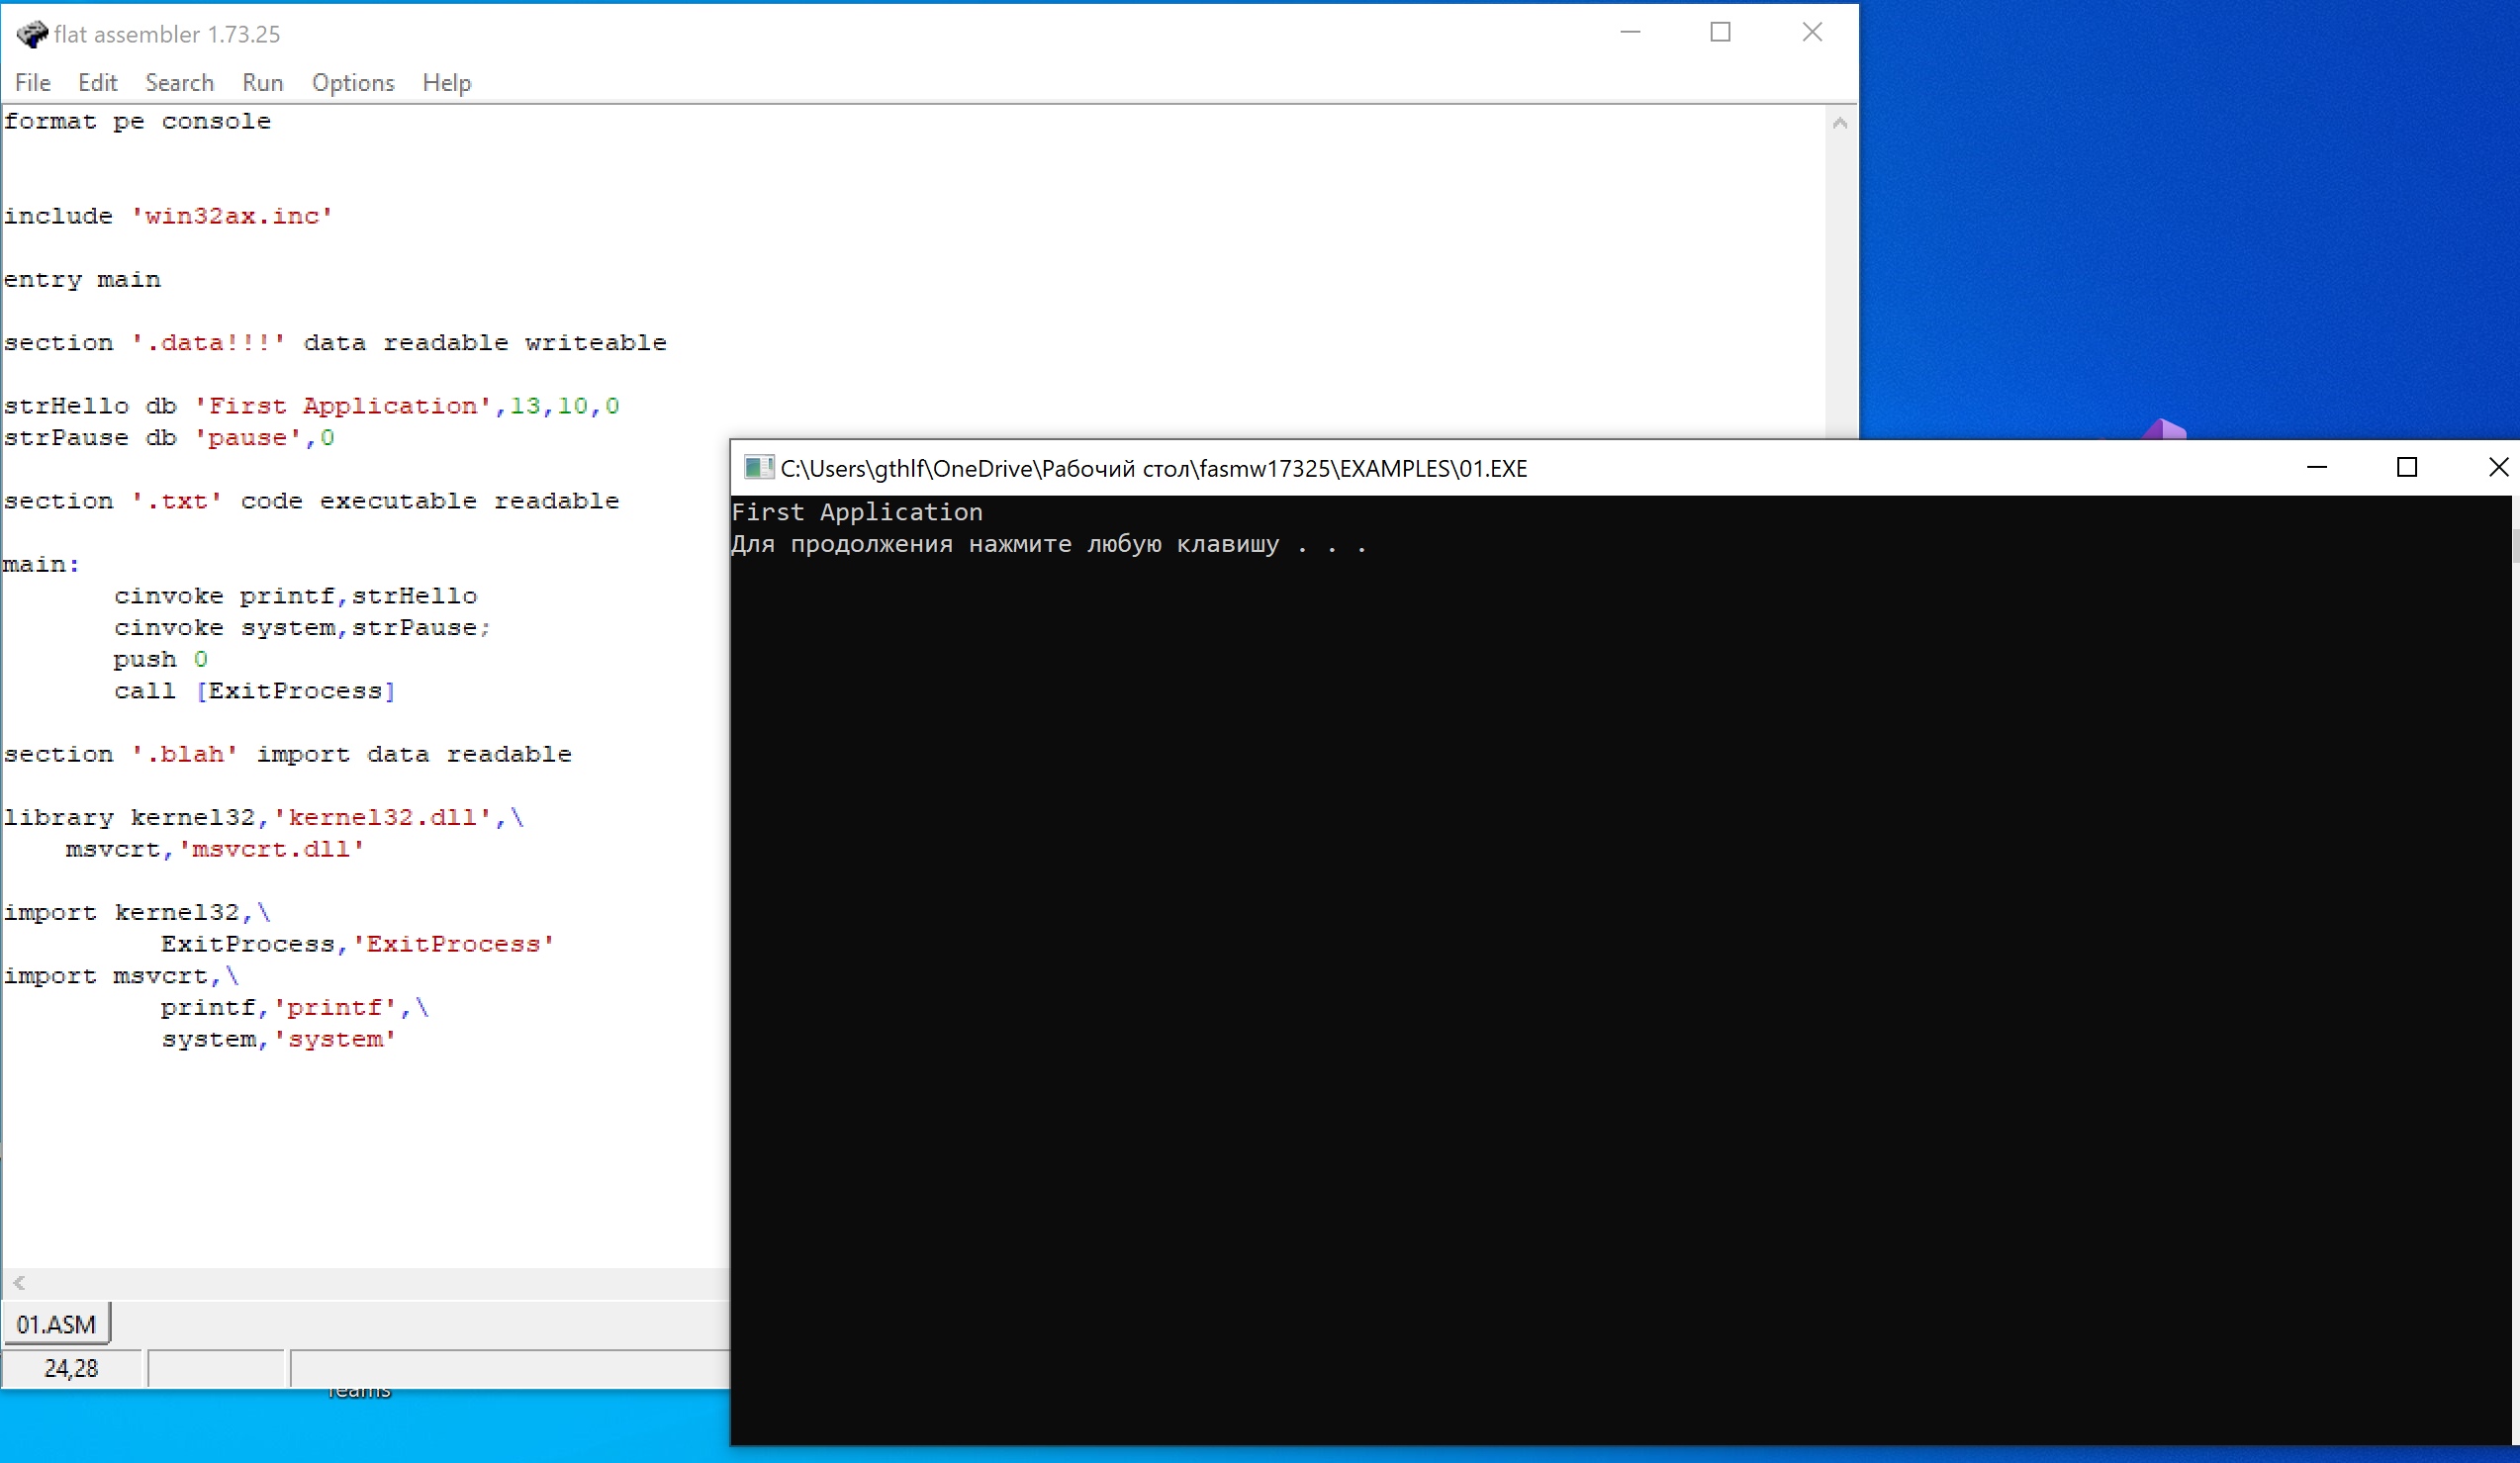 flat assembler 1.73.25
File Edit Search Run Options Help
format pe console
include 'win32ax.inc'
entry main
section '.data!!!' data readable writeable
strHello db 'First Application',13,10,0
strPause db 'pause',0
section '.txt' code executable readable
main:
cinvoke printf,strHello
cinvoke system,strPause;
push 0
call [ExitProcess]
section '.blah' import data readable
library kernel32,'kernel32.dll',\
msvcrt,'msvcrt.dll'
import kernel32,\
ExitProcess,'ExitProcess'
import msvcrt,\
printf,'printf',\
system,'system'
01.ASM
24,28
Teams
C:\Users\gthlf\OneDrive\Рабочий стол\fasmw17325\EXAMPLES\01.EXE
First Application
Для продолжения нажмите любую клавишу . . .